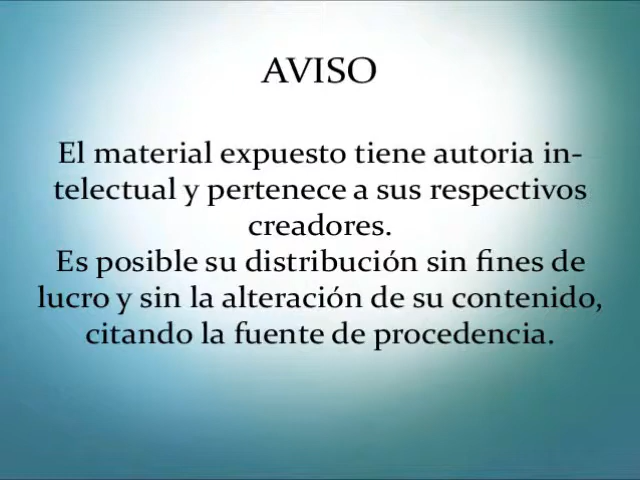 AVISO
El material expuesto tiene autoria in-
telectual y pertenece a sus respectivos
creadores.
Es posible su distribución sin fines de
lucro y sin la alteración de su contenido,
citando la fuente de procedencia.